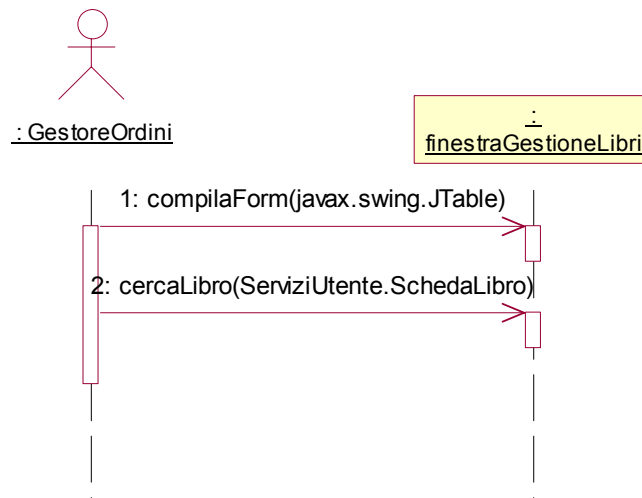 : GestoreOrdini
:
finestraGestioneLibri
1: compilaForm(javax.swing.JTable)
2: cercaLibro(ServiziUtente.SchedaLibro)